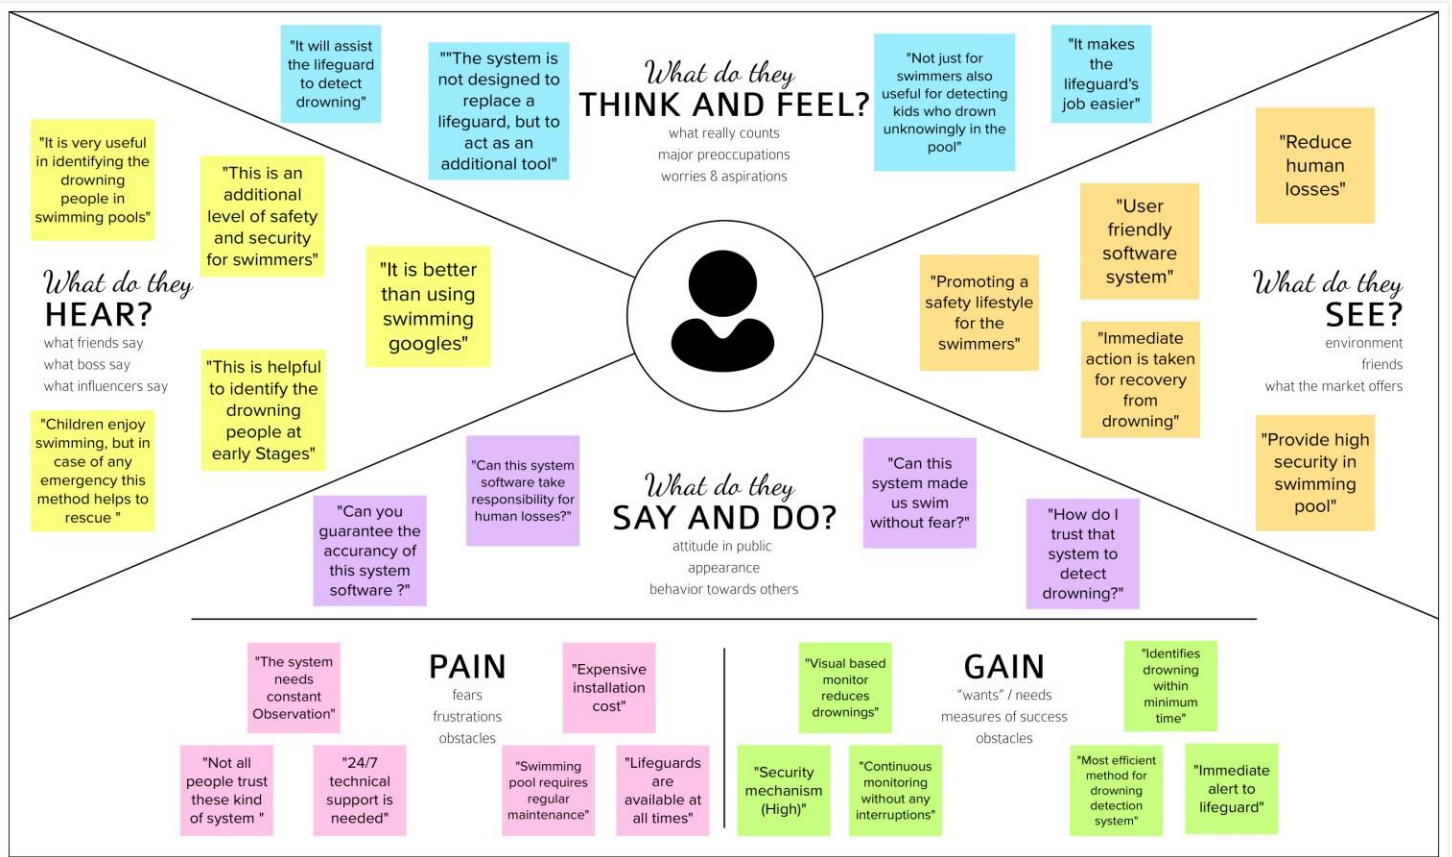 "It will assist
the lifeguard
to detect
drowning"
""The system is
not designed to
replace a
lifeguard, but to
act as an
additional tool"
What do they
THINK AND FEEL?
what really counts
major preoccupations
worries & aspirations
"Not just for
swimmers also
useful for detecting
kids who drown
unknowingly in the
pool"
"It makes
the
lifeguard's
job easier"
"It is very useful
in identifying the
drowning
people in
swimming pools"
"This is an
additional
level of safety
and security
for swimmers"
"It is better
than using
swimming
googles"
What do they
HEAR?
what friends say
what boss say
what influencers say
"This is helpful
to identify the
drowning
people at
early Stages"
"Children enjoy
swimming, but in
case of any
emergency this
method helps to
rescue "
"Reduce
human
losses"
"User
friendly
software
system"
"Promoting a
safety lifestyle
for the
swimmers"
What do they
SEE?
environment
friends
what the market offers
"Immediate
action is taken
for recovery
from
drowning"
"Provide high
security in
swimming
pool"
"Can you
guarantee the
accurancy of
this system
software ?"
"Can this system
software take
responsibility for
human losses?"
What do they
SAY AND DO?
attitude in public
appearance
behavior towards others
"Can this
system made
us swim
without fear?"
"How do I
trust that
system to
detect
drowning?"
"The system
needs
constant
Observation"
PAIN
fears
frustrations
obstacles
"Expensive
installation
cost"
"Not all
people trust
these kind
of system "
"24/7
technical
support is
needed"
"Swimming
pool requires
regular
maintenance"
"Lifeguards
are
available at
all times"
"Visual based
monitor
reduces
drownings"
GAIN
"wants" / needs
measures of success
obstacles
"Identifies
drowning
within
minimum
time"
"Security
mechanism
(High)"
"Continuous
monitoring
without any
interruptions"
"Most efficient
method for
drowning
detection
system"
"Immediate
alert to
lifeguard"